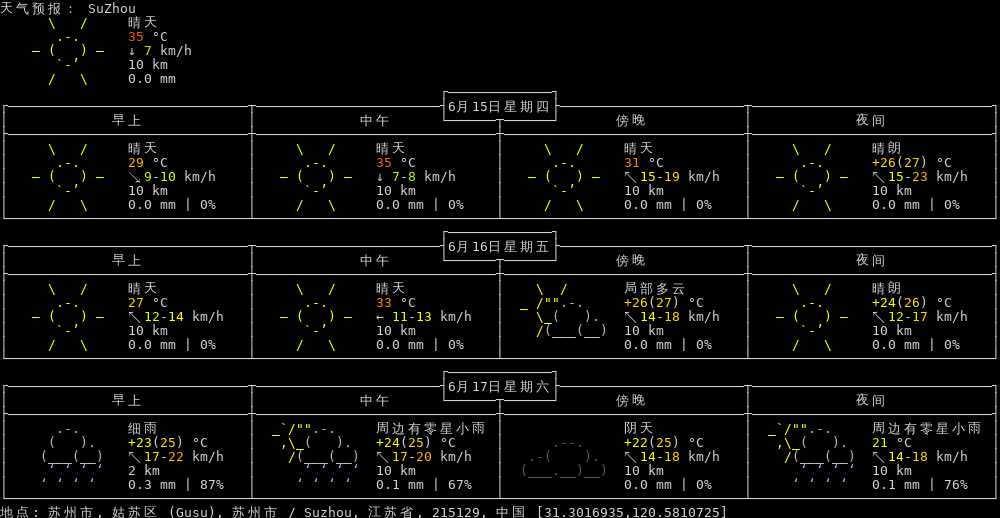 天气预报： SuZhou
晴天
35 °C
↓ 7 km/h
10 km
0.0 mm
6月15日星期四
早上 中午 傍晚 夜间
晴天 晴天 晴天 晴朗
29 °C 35 °C 31 °C +26(27) °C
↘ 9-10 km/h ↓ 7-8 km/h ↖ 15-19 km/h ↖ 15-23 km/h
10 km 10 km 10 km 10 km
0.0 mm | 0% 0.0 mm | 0% 0.0 mm | 0% 0.0 mm | 0%
6月16日星期五
早上 中午 傍晚 夜间
晴天 晴天 局部多云 晴朗
27 °C 33 °C +26(27) °C +24(26) °C
↖ 12-14 km/h ← 11-13 km/h ↖ 14-18 km/h ↖ 12-17 km/h
10 km 10 km 10 km 10 km
0.0 mm | 0% 0.0 mm | 0% 0.0 mm | 0% 0.0 mm | 0%
6月17日星期六
早上 中午 傍晚 夜间
细雨 周边有零星小雨 阴天 周边有零星小雨
+23(25) °C +24(25) °C +22(25) °C 21 °C
↖ 17-22 km/h ↖ 17-20 km/h ↖ 14-18 km/h ↖ 14-18 km/h
2 km 10 km 10 km 10 km
0.3 mm | 87% 0.1 mm | 67% 0.0 mm | 0% 0.1 mm | 76%
地点: 苏州市, 姑苏区 (Gusu), 苏州市 / Suzhou, 江苏省, 215129, 中国 [31.3016935,120.5810725]